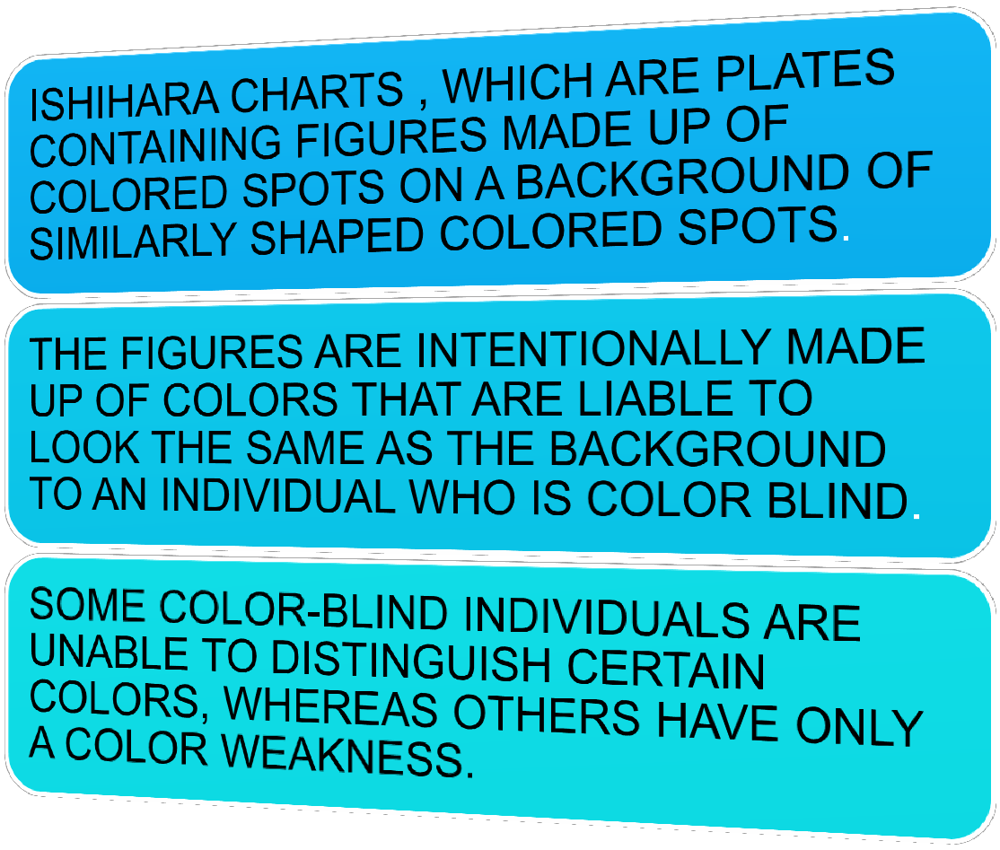 ISHIHARA CHARTS , WHICH ARE PLATES
CONTAINING FIGURES MADE UP OF
COLORED SPOTS ON A BACKGROUND OF
SIMILARLY SHAPED COLORED SPOTS.
THE FIGURES ARE INTENTIONALLY MADE
UP OF COLORS THAT ARE LIABLE TO
LOOK THE SAME AS THE BACKGROUND
TO AN INDIVIDUAL WHO IS COLOR BLIND.
SOME COLOR-BLIND INDIVIDUALS ARE
UNABLE TO DISTINGUISH CERTAIN
COLORS, WHEREAS OTHERS HAVE ONLY
A COLOR WEAKNESS.